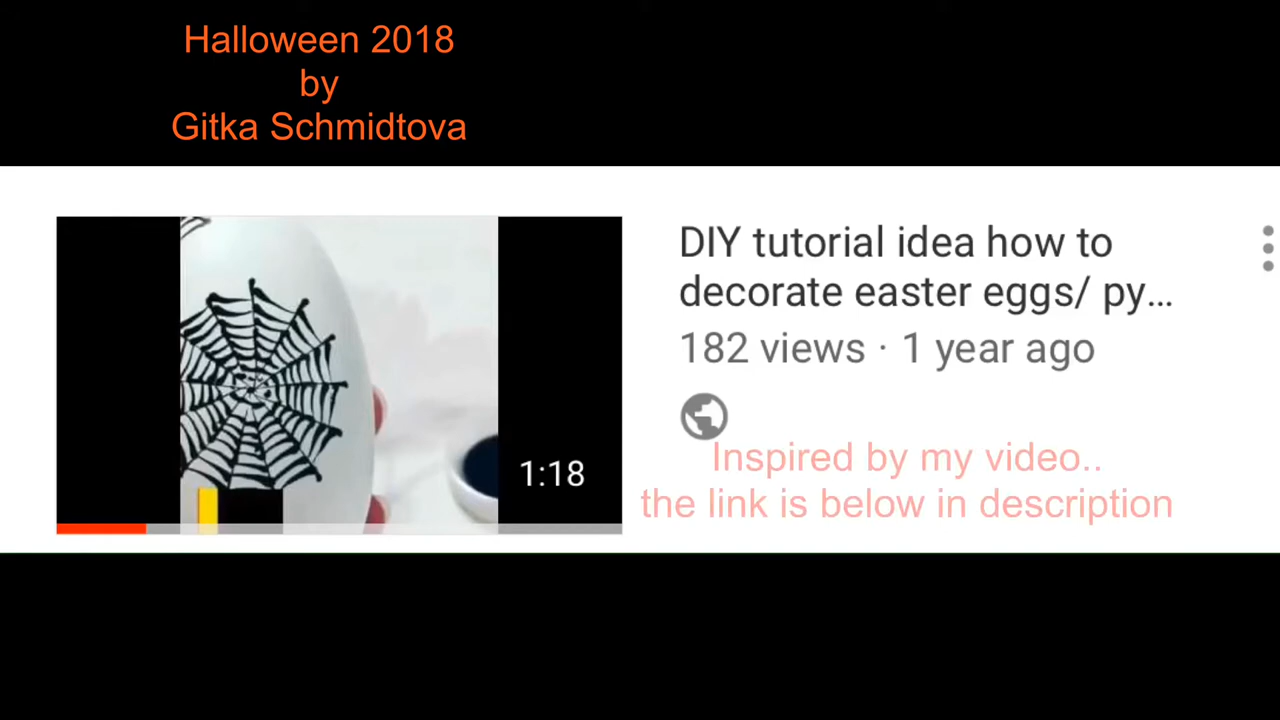 Halloween 2018
by
Gitka Schmidtova
DIY tutorial idea how to
decorate easter eggs/ py...
182 views · 1 year ago
1:18
Inspired by my video..
the link is below in description